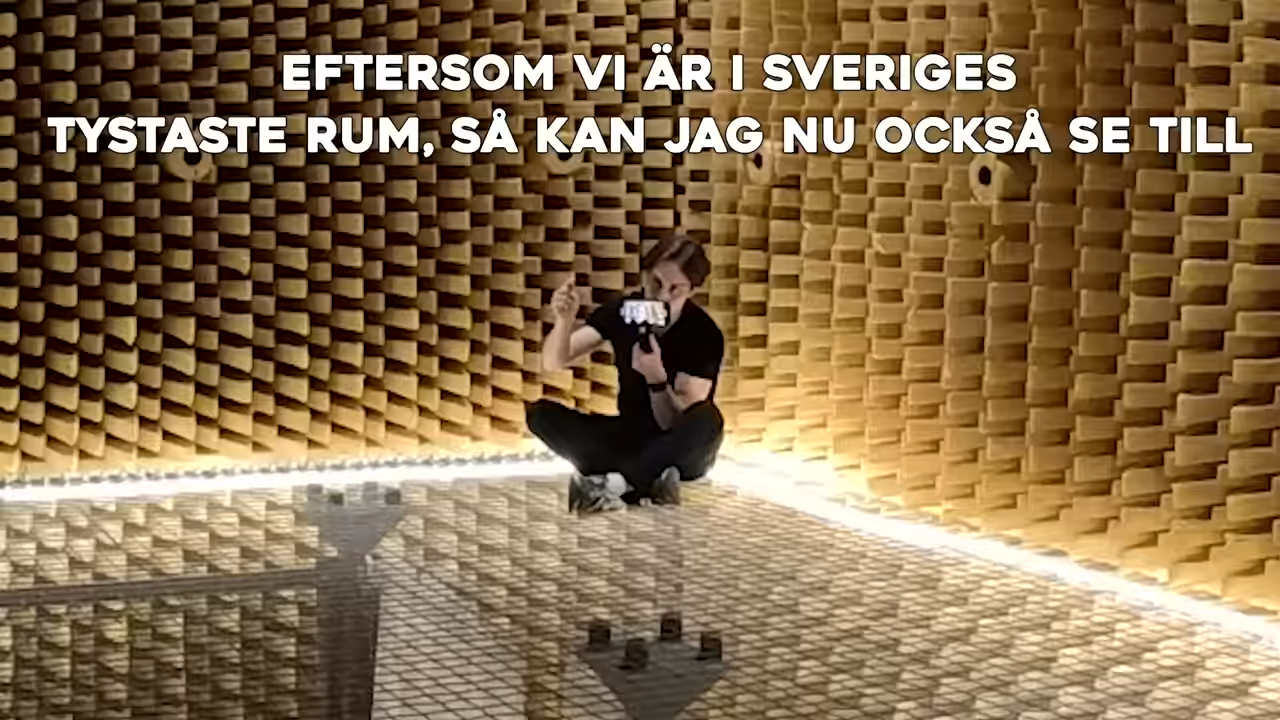 EFTERSOM VI ÄR I SVERIGES
TYSTASTE RUM, SÅ KAN JAG NU OCKSÅ SE TILL